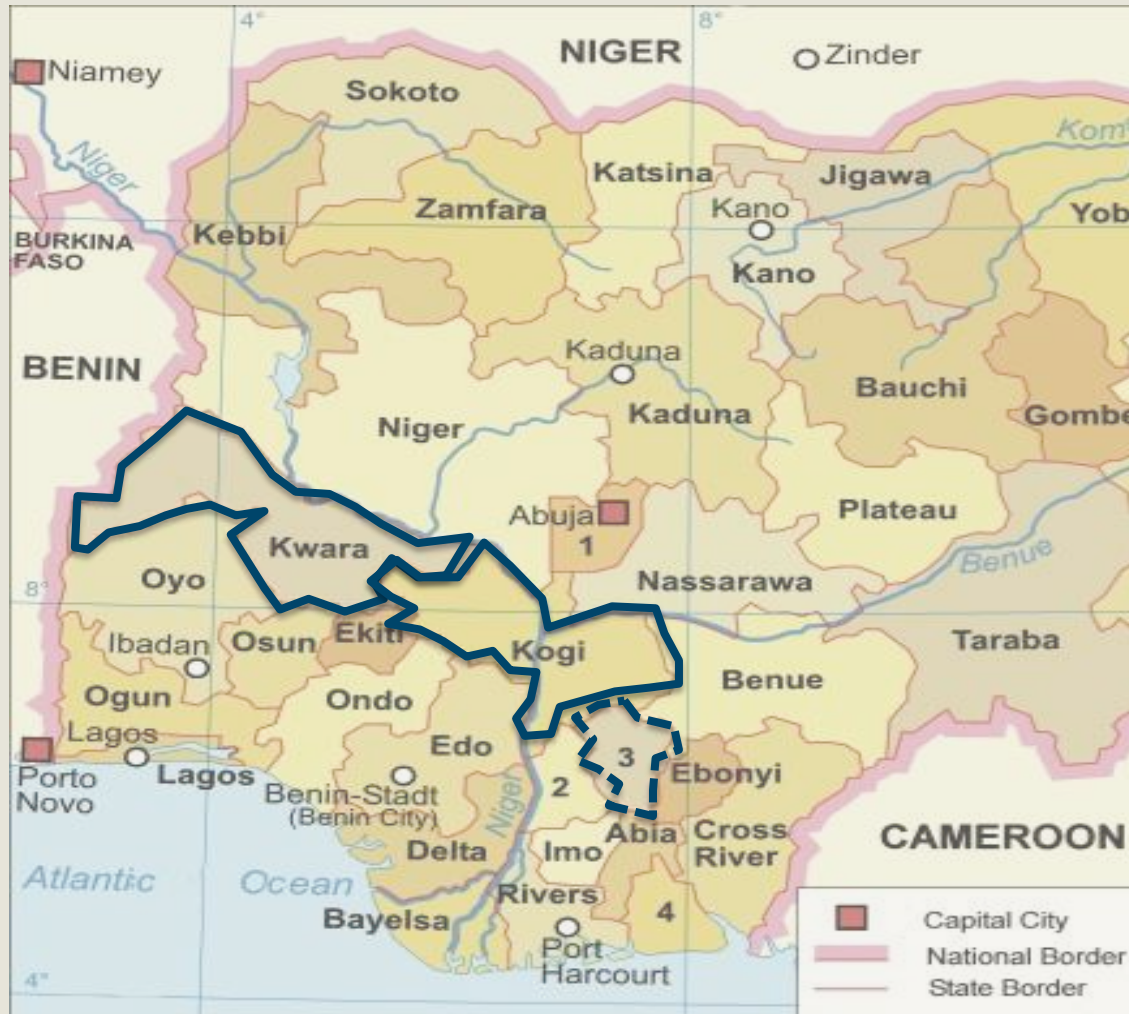 4°
8°
NIGER
Zinder
Niamey
Sokoto
Niger
Katsina
Jigawa
Zamfara
Kano
Yob
BURKINA
FASO
Kebbi
Kano
BENIN
Kaduna
Bauchi
Kaduna
Gombe
Niger
Abuja
1
Plateau
Kwara
Benue
Oyo
Nassarawa
8°
Taraba
Ibadan
Osun
Ekiti
Kogi
Benue
Ogun
Ondo
Lagos
Edo
3
Porto
Novo
Lagos
Ebonyi
Benin-Stadt
(Benin City)
Niger
2
Abia
Cross
River
CAMEROON
Delta
Imo
Atlantic Ocean
Rivers
4
Bayelsa
Port
Harcourt
Capital City
National Border
State Border
4°
8°